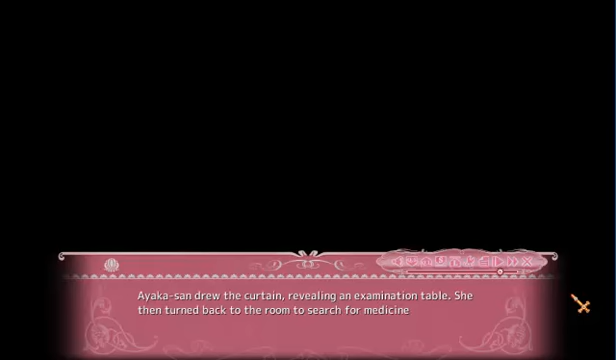 Ayaka-san drew the curtain, revealing an examination table. She
then turned back to the room to search for medicine